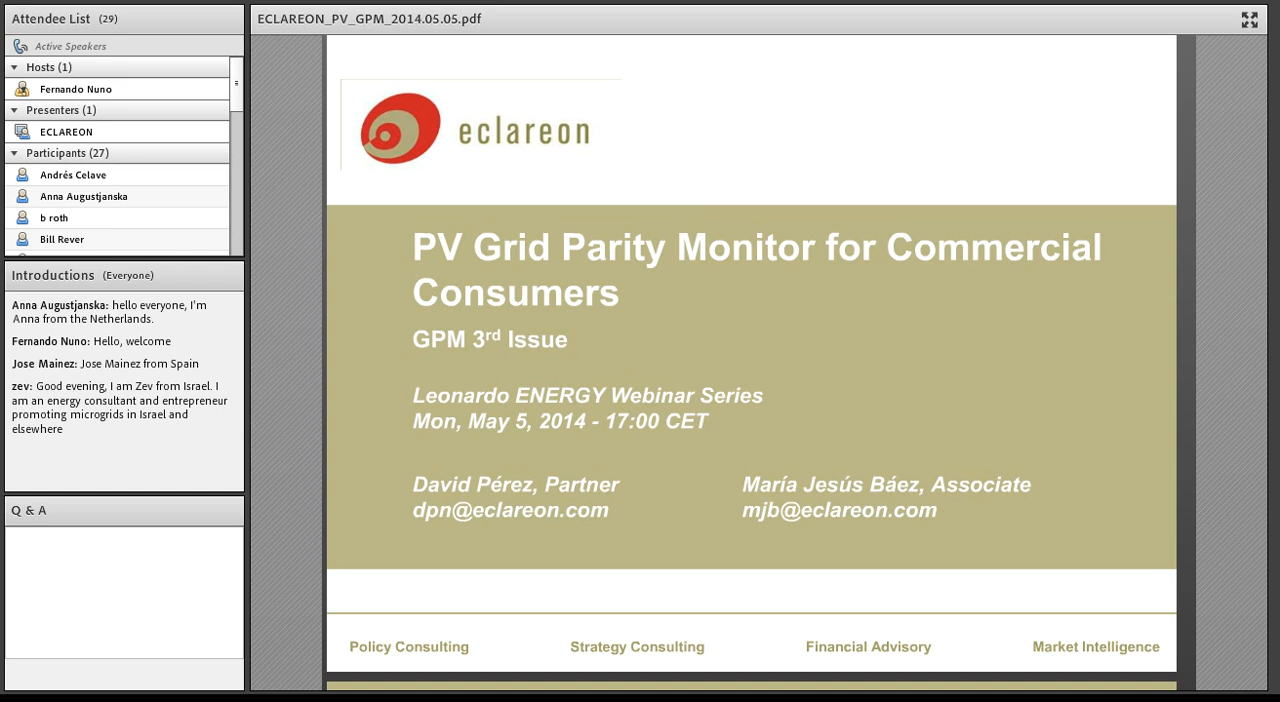 Attendee List (29)
Active Speakers
Hosts (1)
Fernando Nuno
Presenters (1)
ECLAREON
Participants (27)
Andrés Celave
Anna Augustjanska
b roth
Bill Rever
Introductions (Everyone)
Anna Augustjanska: hello everyone, I'm
Anna from the Netherlands.
Fernando Nuno: Hello, welcome
Jose Mainez: Jose Mainez from Spain
zev: Good evening, I am Zev from Israel. I
am an energy consultant and entrepreneur
promoting microgrids in Israel and
elsewhere
Q & A
ECLAREON_PV_GPM_2014.05.05.pdf
eclareon
PV Grid Parity Monitor for Commercial
Consumers
GPM 3rd Issue
Leonardo ENERGY Webinar Series
Mon, May 5, 2014 - 17:00 CET
David Pérez, Partner
dpn@eclareon.com
María Jesús Báez, Associate
mjb@eclareon.com
Policy Consulting
Strategy Consulting
Financial Advisory
Market Intelligence